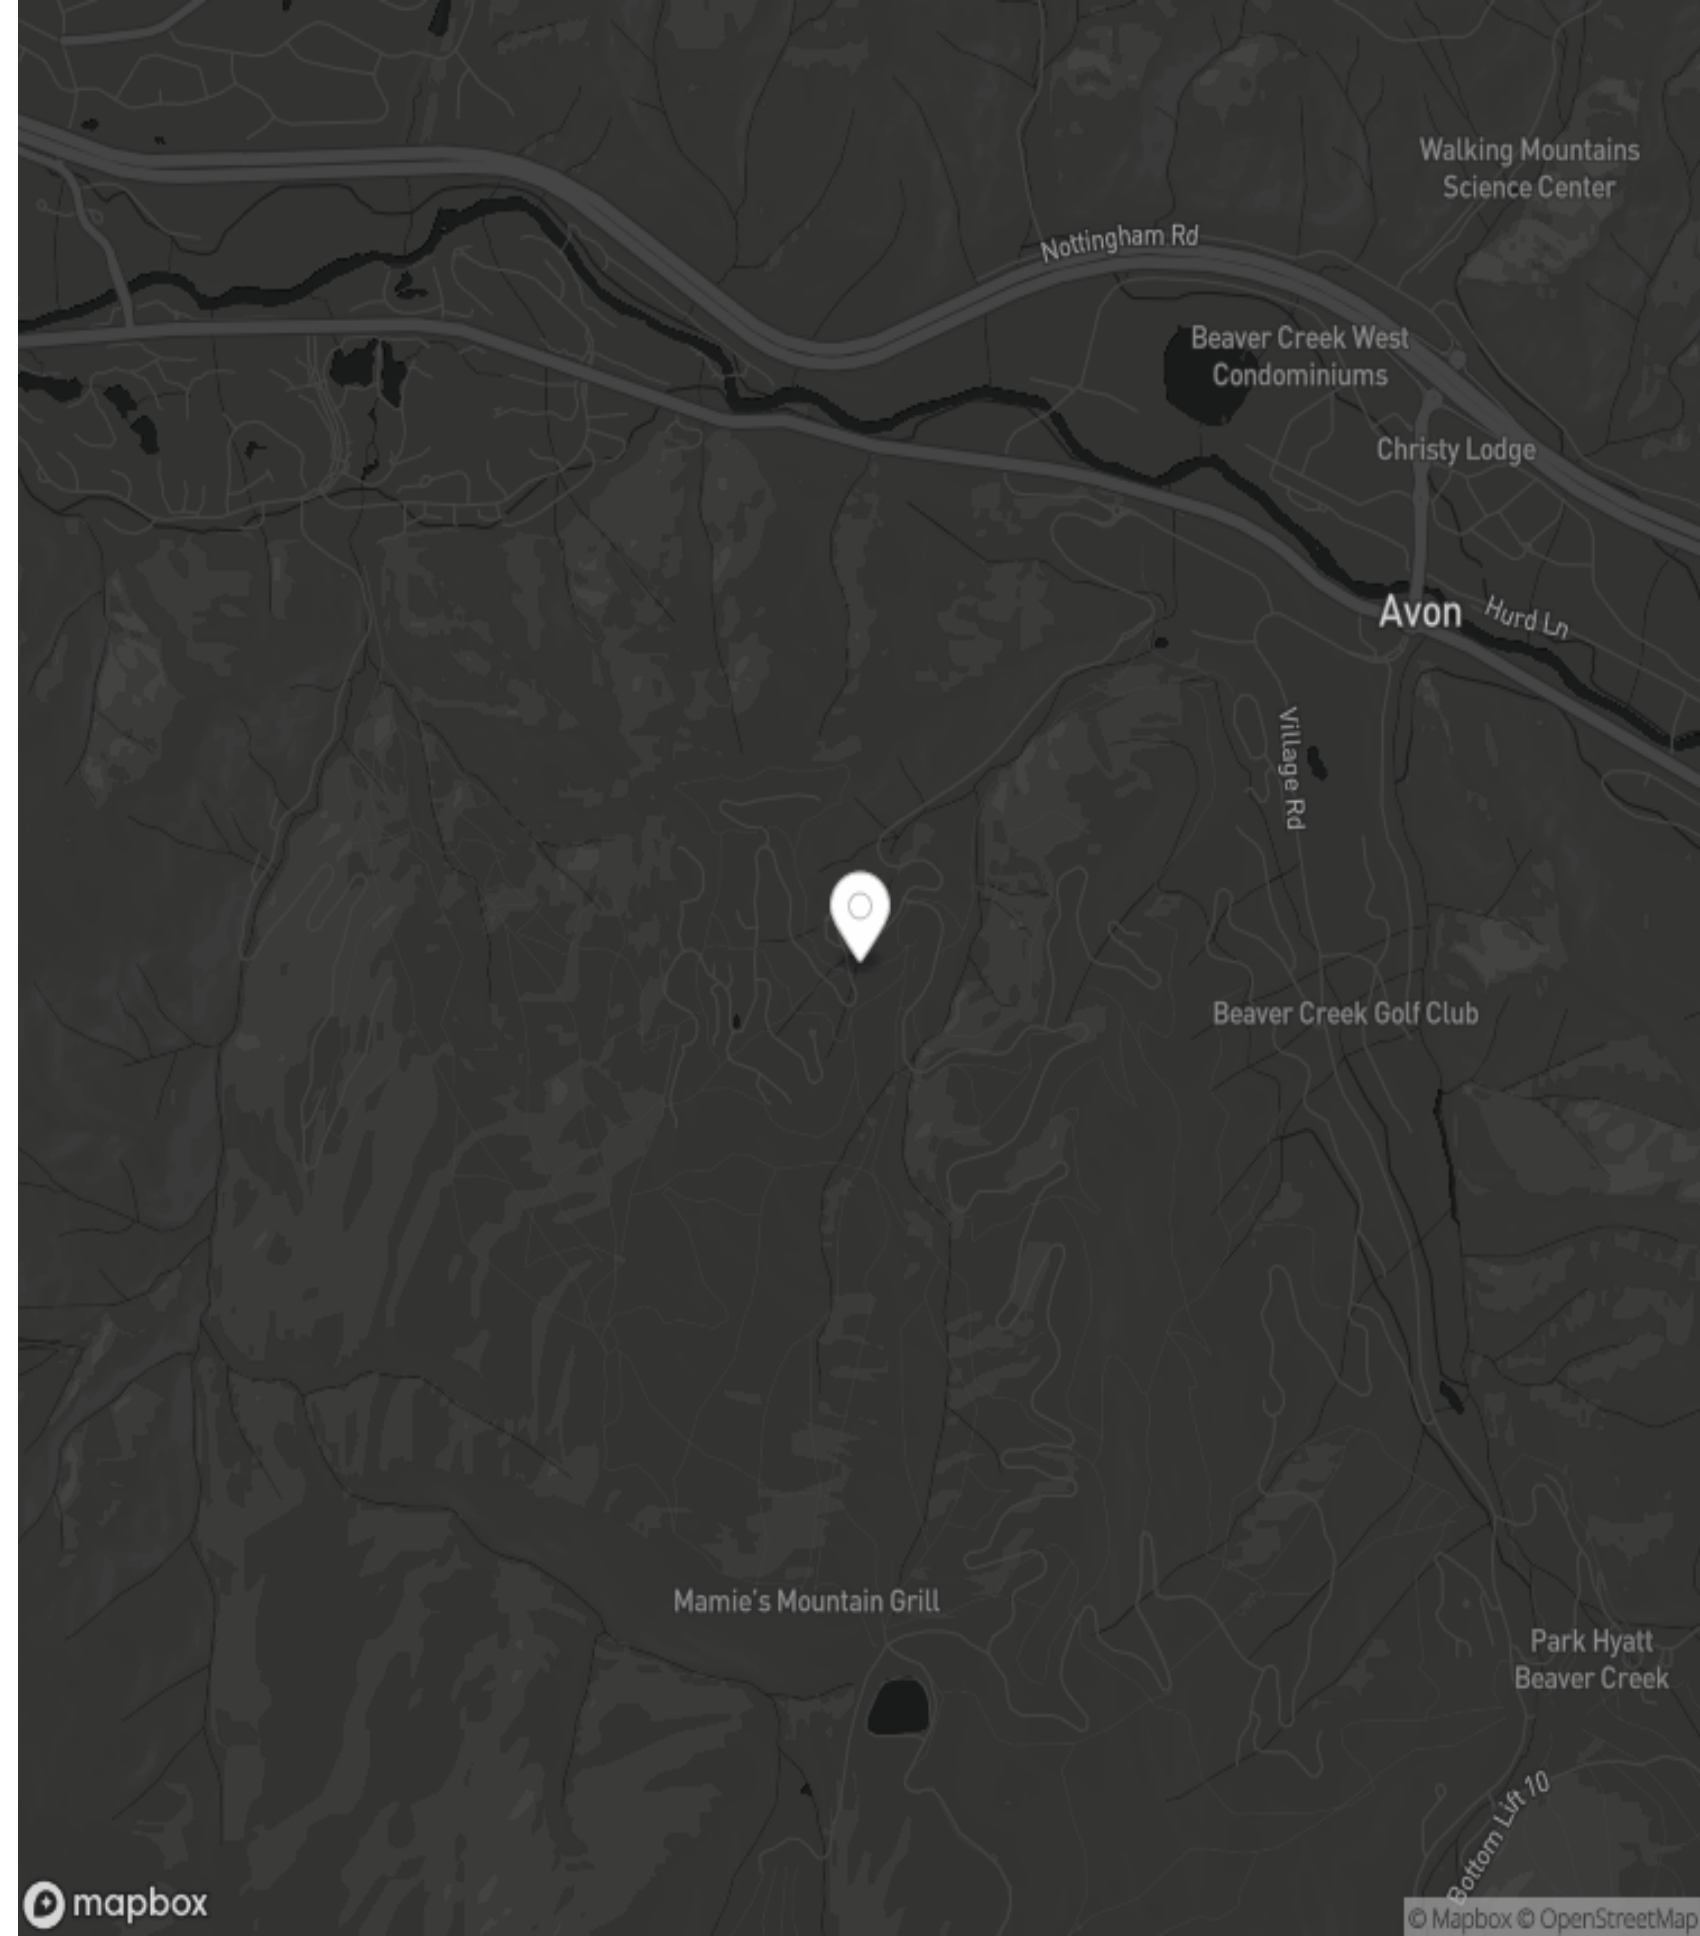 Walking Mountains
Science Center
Nottingham Rd
Beaver Creek West
Condominiums
Christy Lodge
Avon
Hurd Ln
Village Rd
Beaver Creek Golf Club
Mamie's Mountain Grill
Park Hyatt
Beaver Creek
Bottom Lift 10
mapbox
© Mapbox © OpenStreetMap